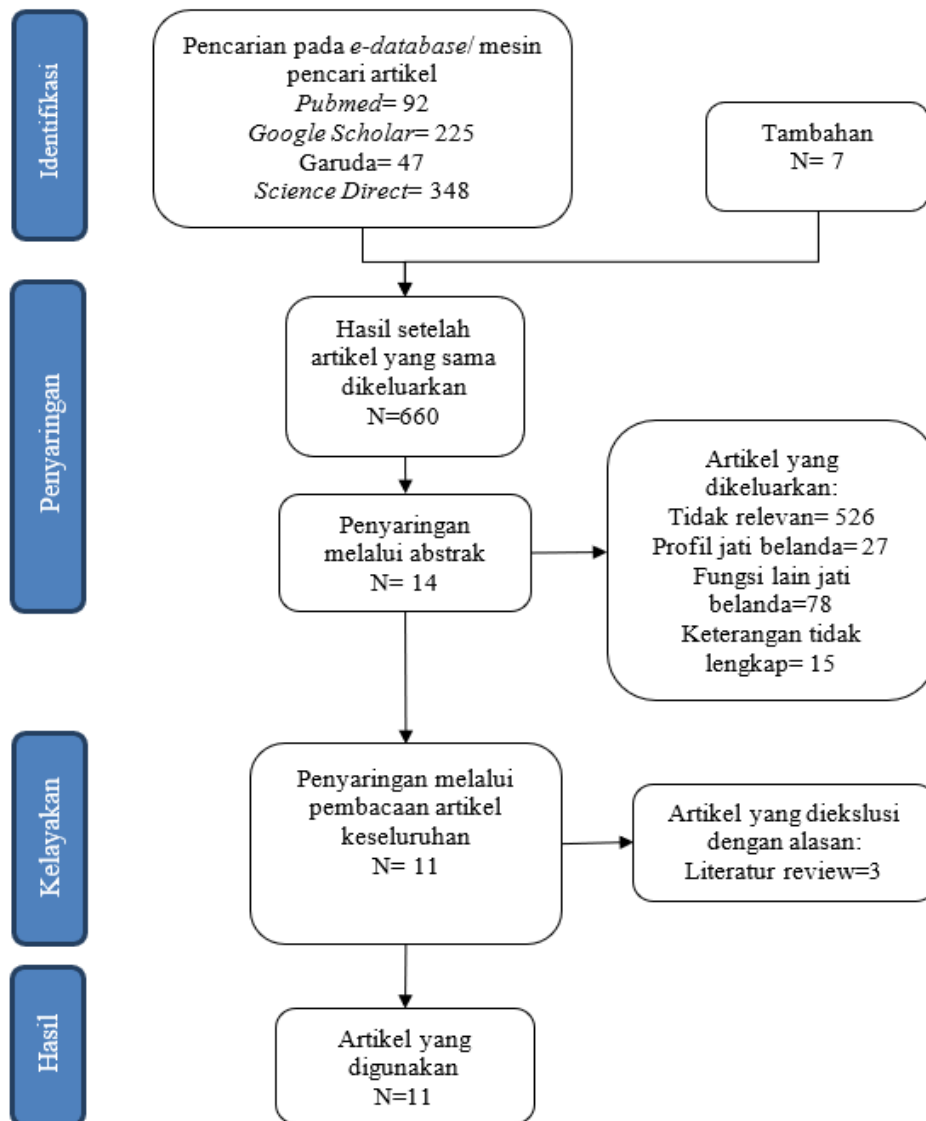 Identifikasi
Pencarian pada e-database/ mesin
pencari artikel
Pubmed= 92
Google Scholar= 225
Garuda= 47
Science Direct= 348
Tambahan
N= 7
Penyaringan
Hasil setelah
artikel yang sama
dikeluarkan
N=660
Penyaringan
melalui abstrak
N= 14
Artikel yang
dikeluarkan:
Tidak relevan= 526
Profil jati belanda= 27
Fungsi lain jati
belanda=78
Keterangan tidak
lengkap= 15
Kelayakan
Penyaringan melalui
pembacaan artikel
keseluruhan
N= 11
Artikel yang diekslusi
dengan alasan:
Literatur review=3
Hasil
Artikel yang
digunakan
N=11